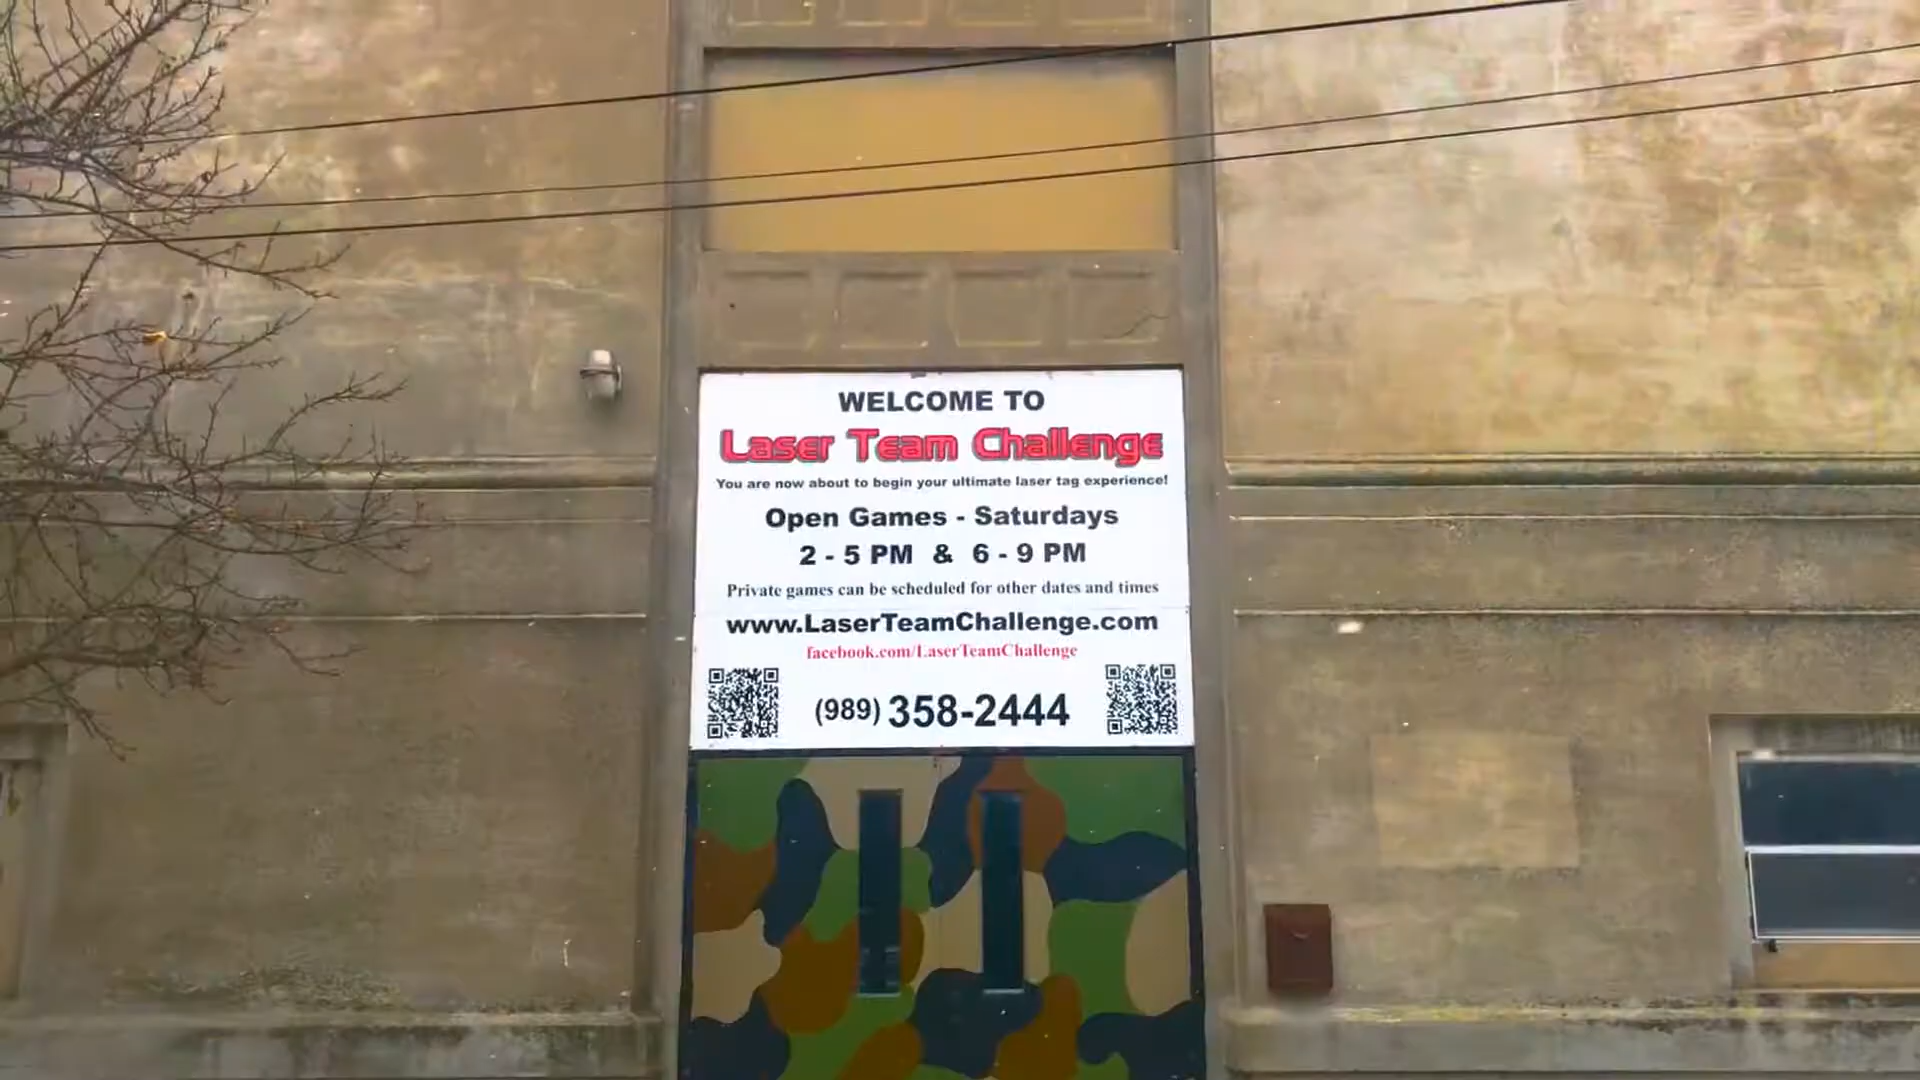 WELCOME TO
Laser Team Challenge
You are now about to begin your ultimate laser tag experience!
Open Games - Saturdays
2 - 5 PM & 6 - 9 PM
Private games can be scheduled for other dates and times
www.LaserTeamChallenge.com
facebook.com/LaserTeamChallenge
(989) 358-2444